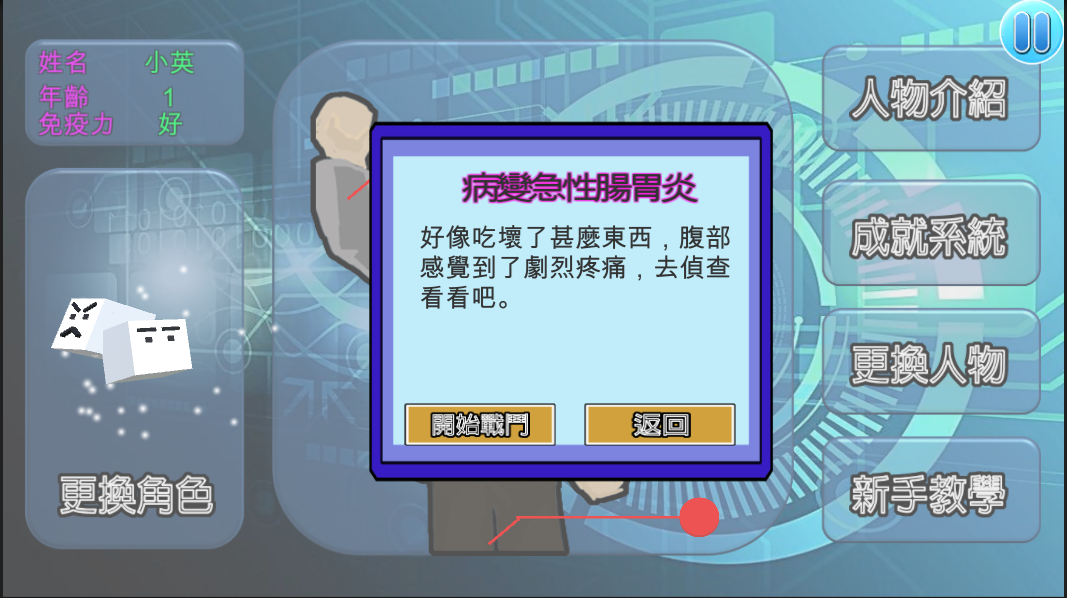 姓名 小英
年齡 1
免疫力 好
更換角色
病變急性腸胃炎
好像吃壞了甚麼東西，腹部
感覺到了劇烈疼痛，去偵查
看看吧。
開始戰鬥
返回
人物介紹
成就系統
更換人物
新手教學